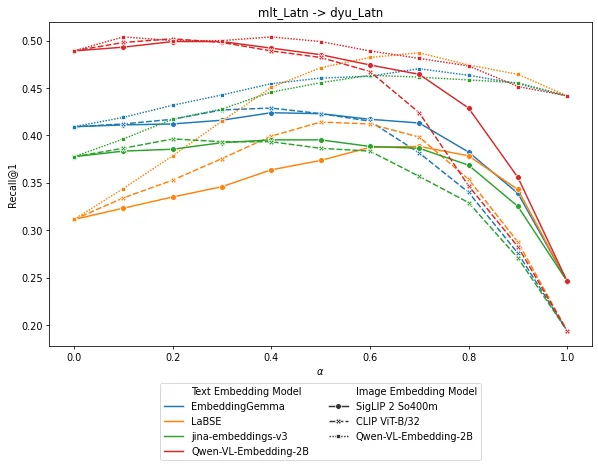 mlt_Latn -> dyu_Latn
Recall@1
0.50
0.45
0.40
0.35
0.30
0.25
0.20
0.0
0.2
0.4
0.6
0.8
1.0
α
Text Embedding Model
EmbeddingGemma
LaBSE
jina-embeddings-v3
Qwen-VL-Embedding-2B
Image Embedding Model
SigLIP 2 So400m
CLIP ViT-B/32
Qwen-VL-Embedding-2B